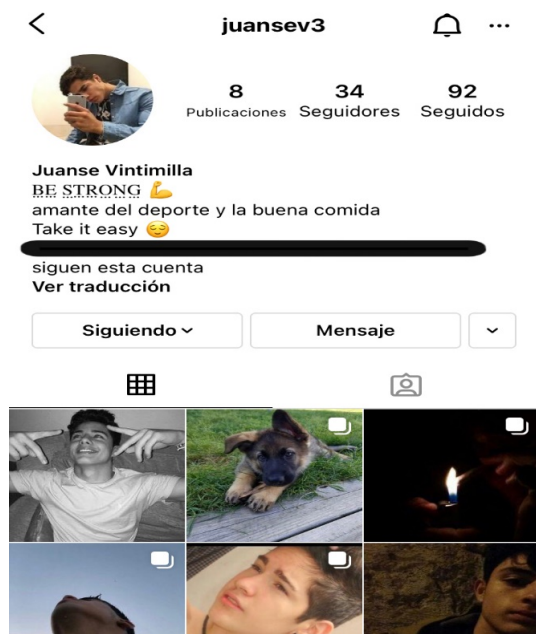 juansev3
8 34 92
Publicaciones Seguidores Seguidos
Juanse Vintimilla
BE STRONG 💪
amante del deporte y la buena comida
Take it easy 😌
siguen esta cuenta
Ver traducción
Siguiendo Mensaje